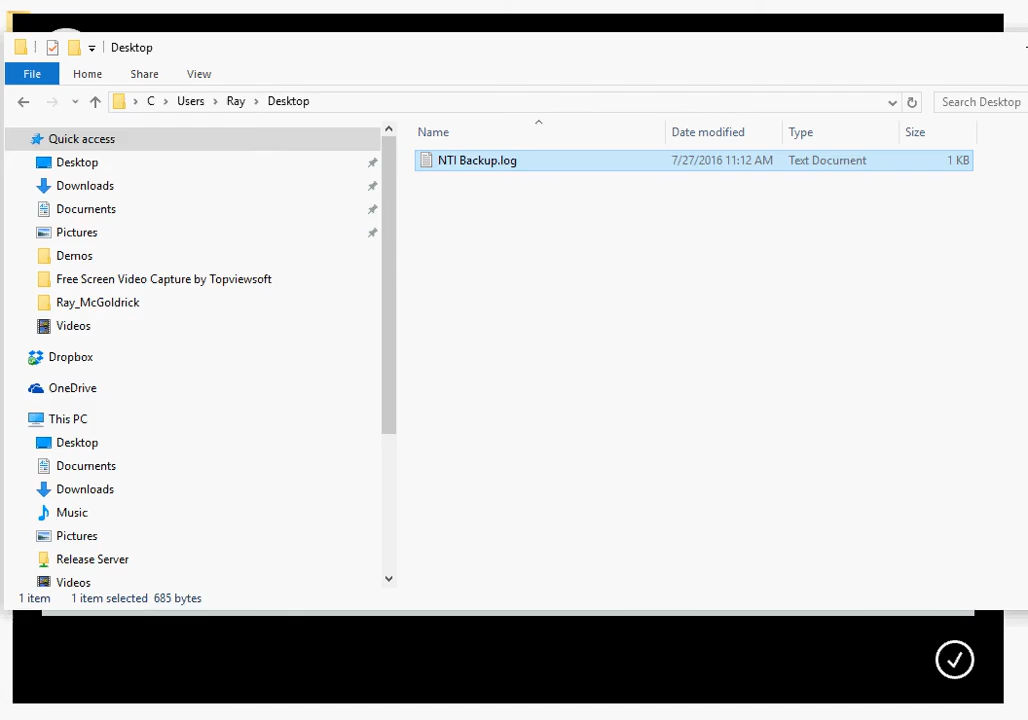 Desktop
File Home Share View
C Users Ray Desktop Search Desktop
Name Date modified Type Size
NTI Backup.log 7/27/2016 11:12 AM Text Document 1 KB
Quick access
Desktop
Downloads
Documents
Pictures
Demos
Free Screen Video Capture by Topviewsoft
Ray_McGoldrick
Videos
Dropbox
OneDrive
This PC
Desktop
Documents
Downloads
Music
Pictures
Release Server
Videos
1 item 1 item selected 685 bytes